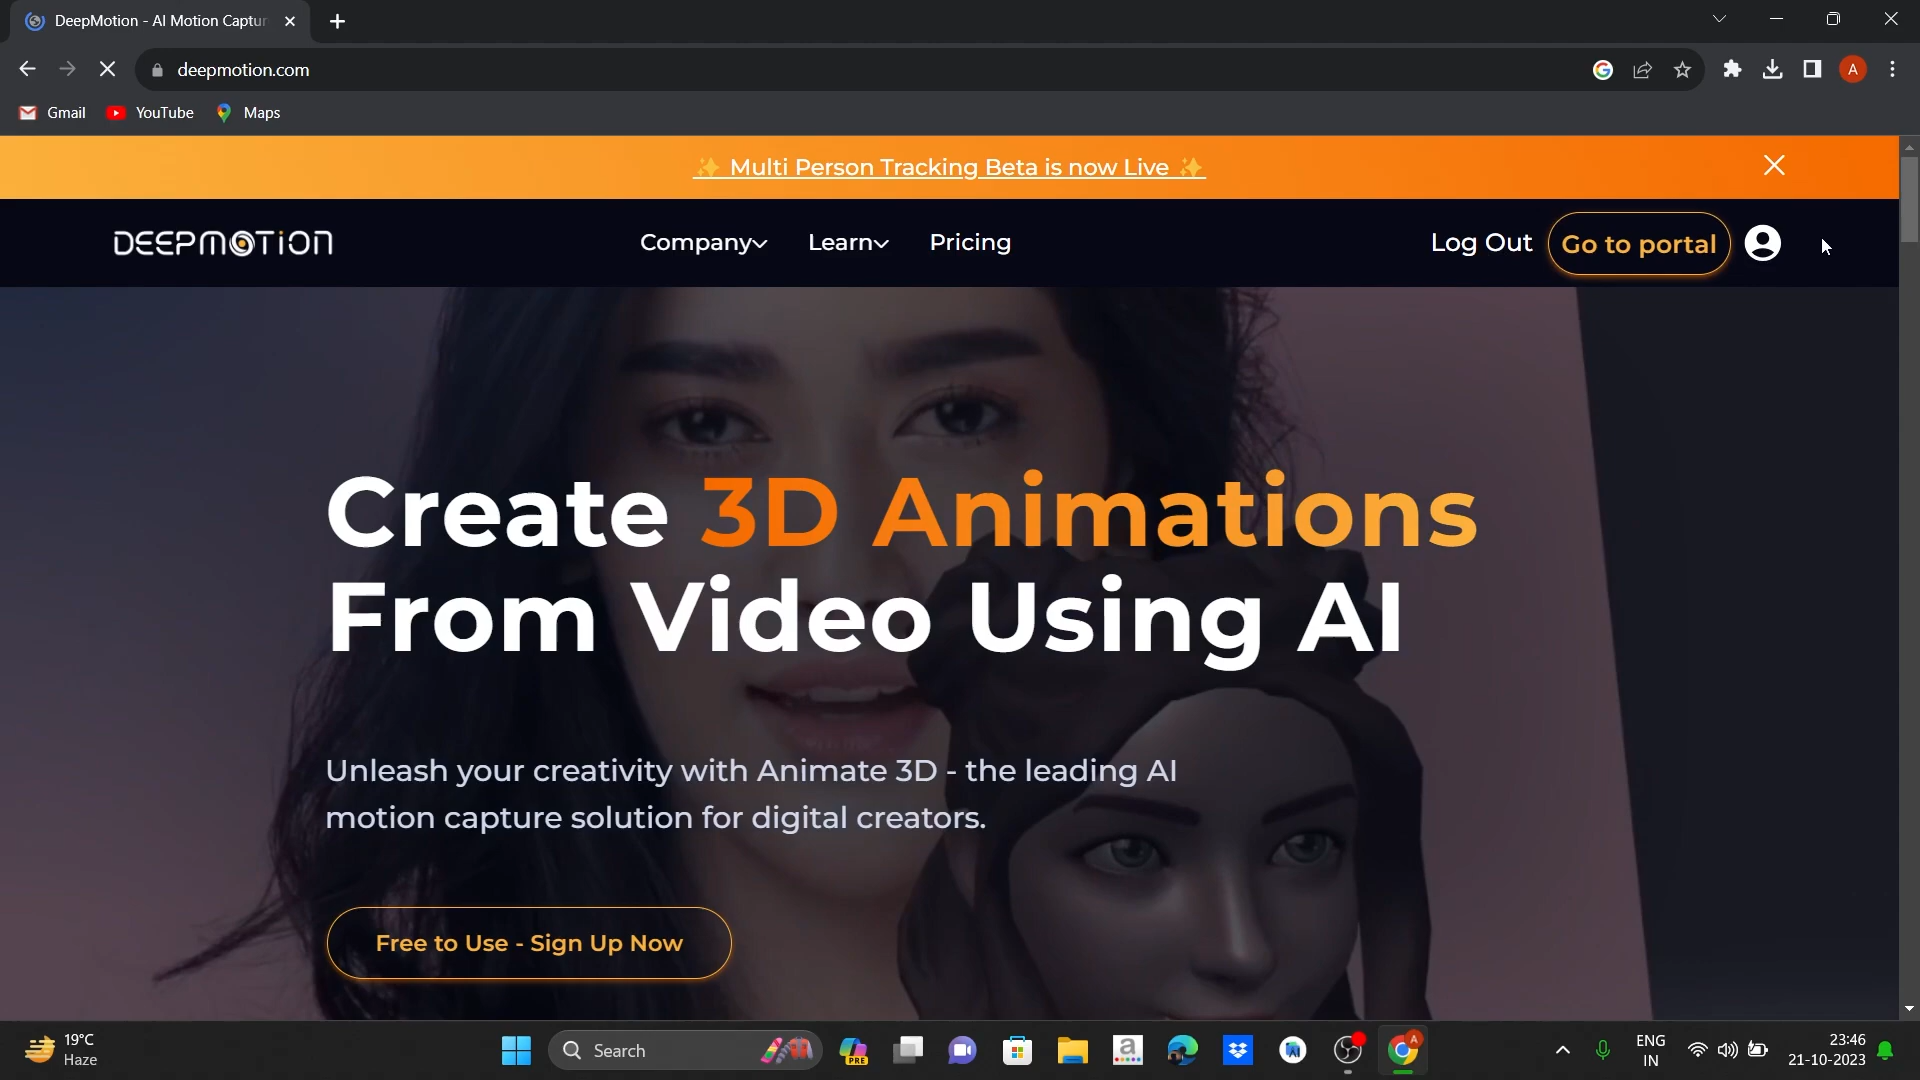 DeepMotion - AI Motion Captur
deepmotion.com
A
Gmail
YouTube
Maps
✨ Multi Person Tracking Beta is now Live ✨
DEEPMOTION
Company
Learn
Pricing
Log Out
Go to portal
Create 3D Animations
From Video Using AI
Unleash your creativity with Animate 3D - the leading AI
motion capture solution for digital creators.
Free to Use - Sign Up Now
19°C
Haze
Search
PRE
a
A
ENG
IN
23:46
21-10-2023